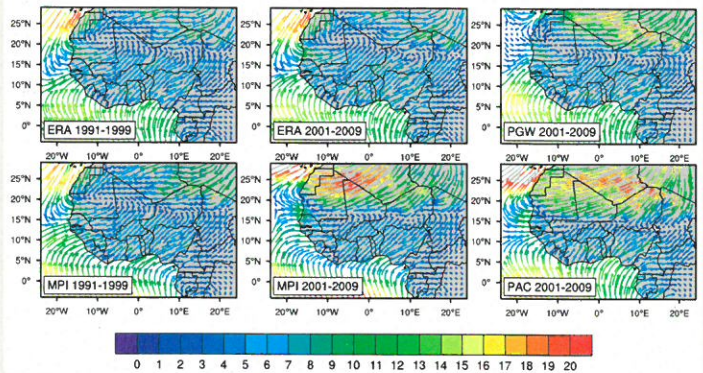 25°N
20°N
15°N
10°N
5°N
0°
ERA 1991-1999
20°W 10°W 0° 10°E 20°E
25°N
20°N
15°N
10°N
5°N
0°
ERA 2001-2009
20°W 10°W 0° 10°E 20°E
25°N
20°N
15°N
10°N
5°N
0°
PGW 2001-2009
20°W 10°W 0° 10°E 20°E
25°N
20°N
15°N
10°N
5°N
0°
MPI 1991-1999
20°W 10°W 0° 10°E 20°E
25°N
20°N
15°N
10°N
5°N
0°
MPI 2001-2009
20°W 10°W 0° 10°E 20°E
25°N
20°N
15°N
10°N
5°N
0°
PAC 2001-2009
20°W 10°W 0° 10°E 20°E
0 1 2 3 4 5 6 7 8 9 10 11 12 13 14 15 16 17 18 19 20